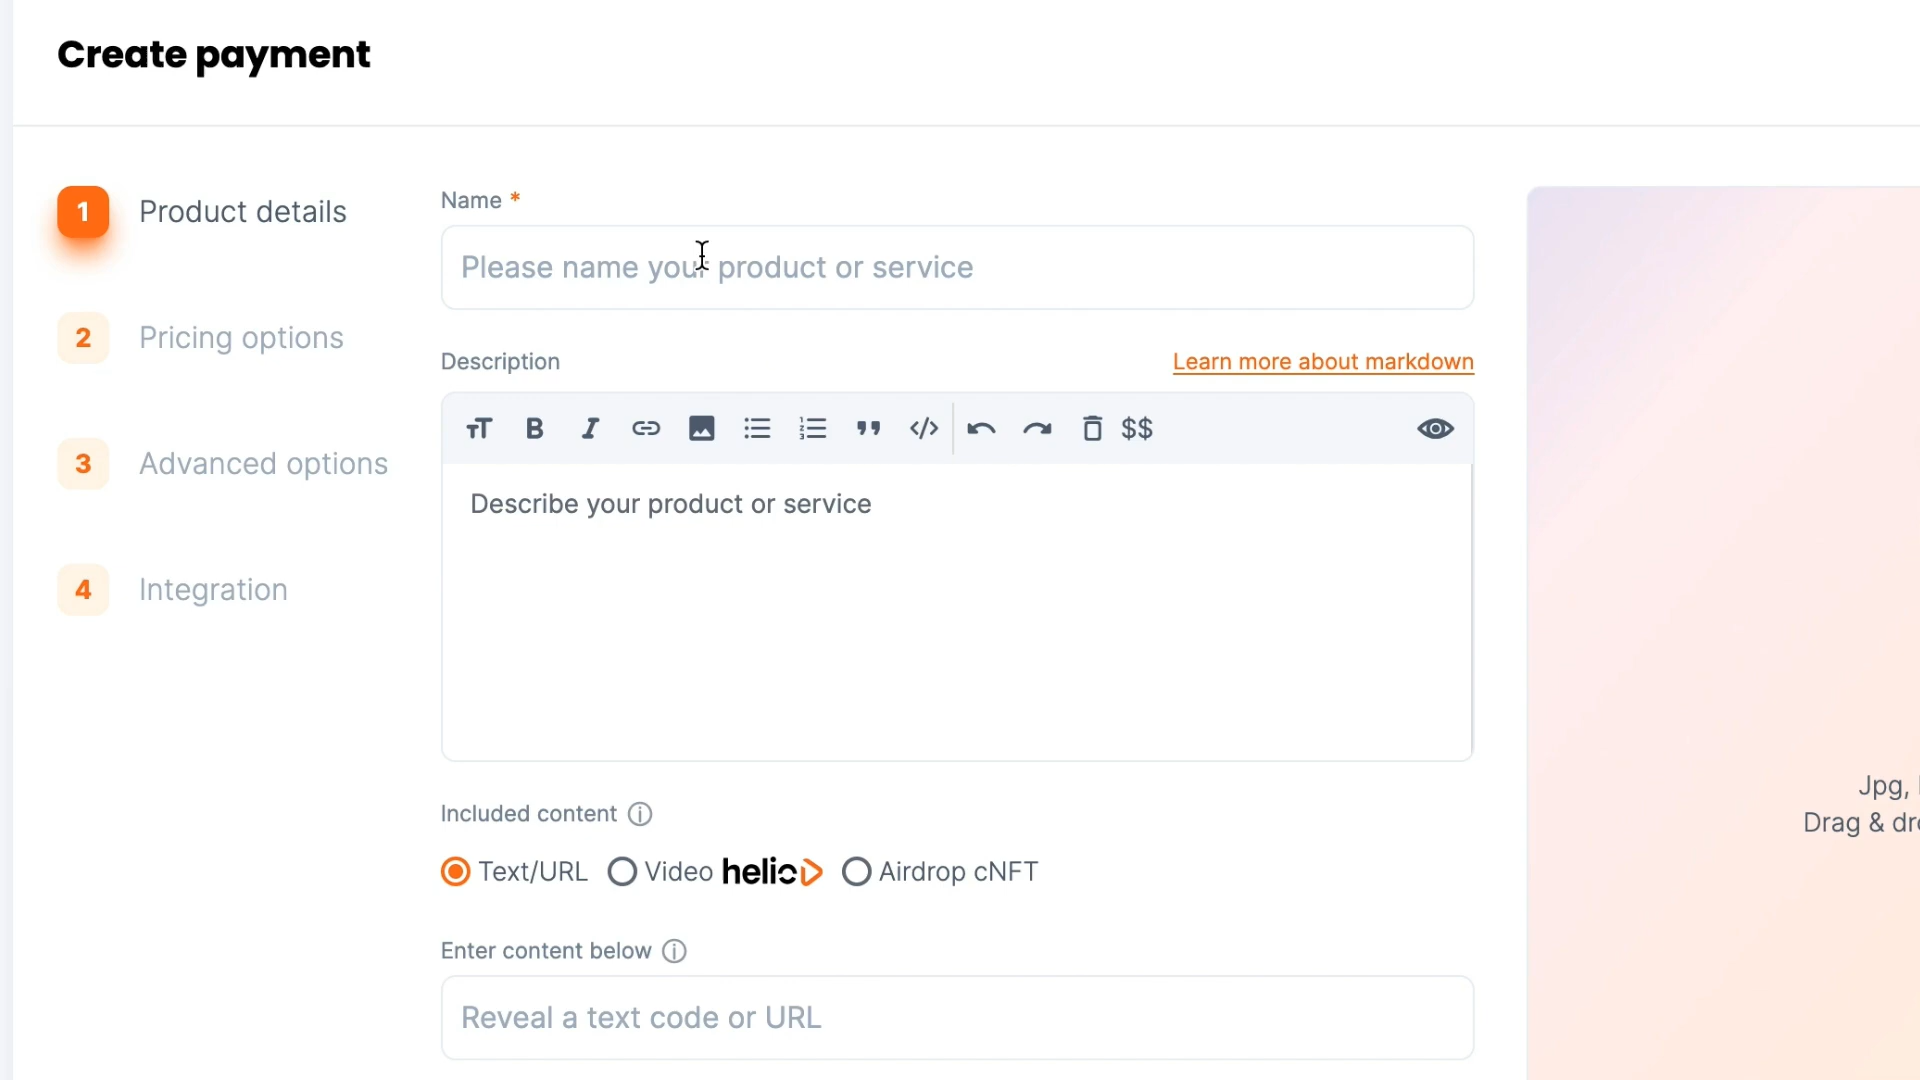 Create payment
1 Product details
2 Pricing options
3 Advanced options
4 Integration
Name *
Please name your product or service
Description
Learn more about markdown
$$
Describe your product or service
Included content
Text/URL Video helio Airdrop cNFT
Enter content below
Reveal a text code or URL
Jpg,
Drag &